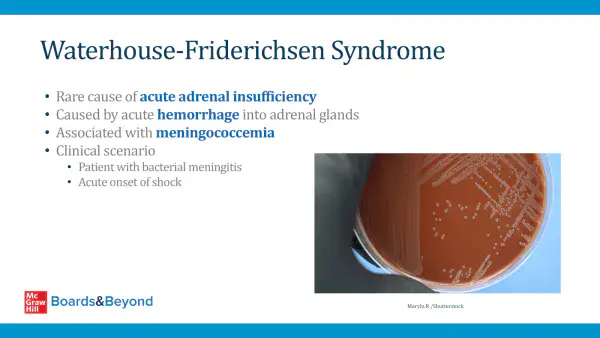 Waterhouse-Friderichsen Syndrome
• Rare cause of acute adrenal insufficiency
• Caused by acute hemorrhage into adrenal glands
• Associated with meningococcemia
• Clinical scenario
• Patient with bacterial meningitis
• Acute onset of shock
Maryla.R /Shutterstock
Mc
Graw
Hill
Boards&Beyond